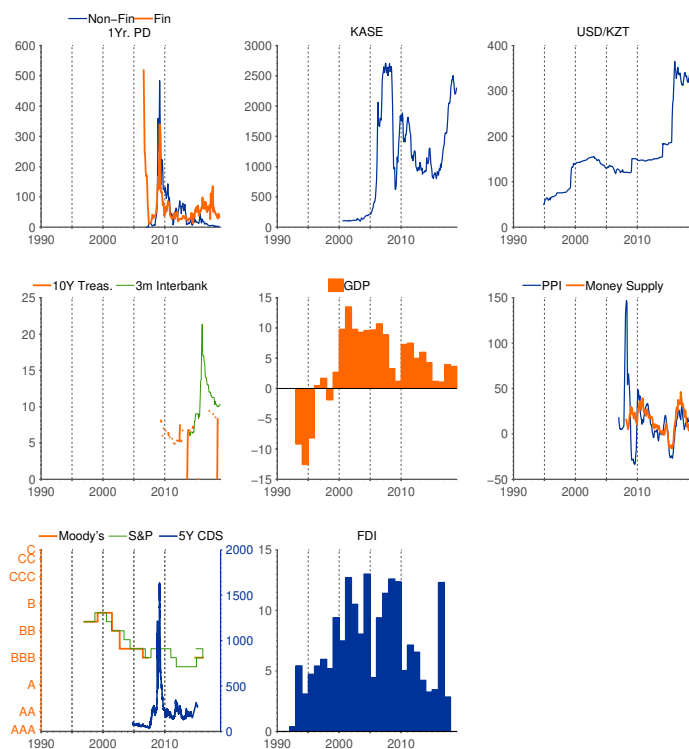 Non-Fin Fin
1Yr. PD
KASE
USD/KZT
600
500
400
300
200
100
0
1990 2000 2010
3000
2500
2000
1500
1000
500
0
1990 2000 2010
400
300
200
100
0
1990 2000 2010
10Y Treas. 3m Interbank
GDP
PPI Money Supply
25
20
15
10
5
0
1990 2000 2010
15
10
5
0
−5
−10
−15
1990 2000 2010
150
100
50
0
−50
1990 2000 2010
Moody's S&P 5Y CDS
FDI
C
CC
CCC
B
BB
BBB
A
AA
AAA
2000
1500
1000
500
0
1990 2000 2010
15
10
5
0
1990 2000 2010